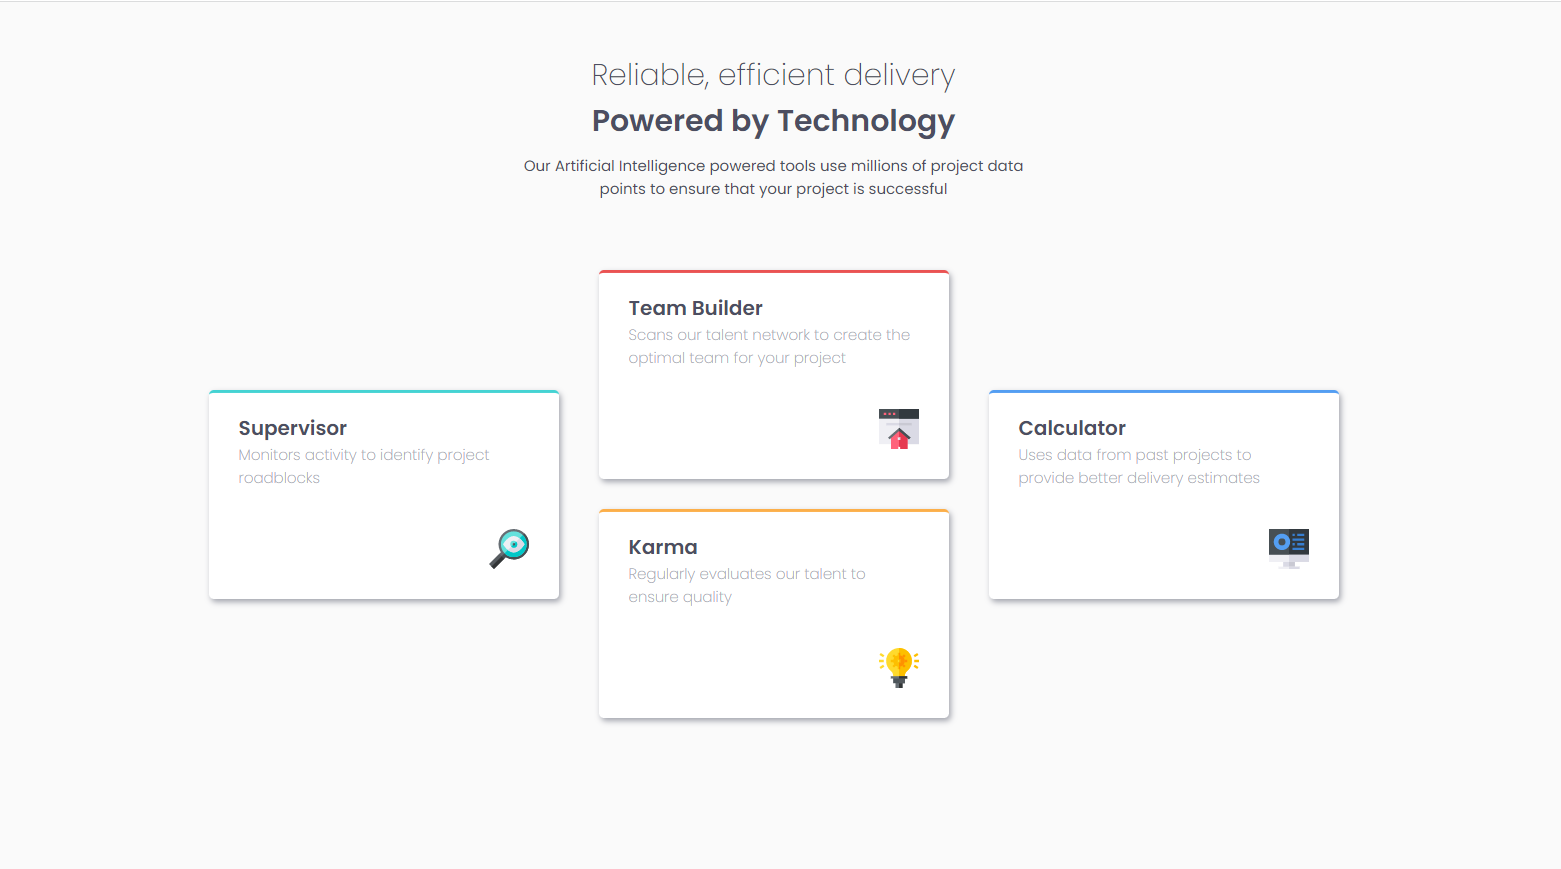 Reliable, efficient delivery
Powered by Technology
Our Artificial Intelligence powered tools use millions of project data
points to ensure that your project is successful
Supervisor
Monitors activity to identify project
roadblocks
Team Builder
Scans our talent network to create the
optimal team for your project
Karma
Regularly evaluates our talent to
ensure quality
Calculator
Uses data from past projects to
provide better delivery estimates